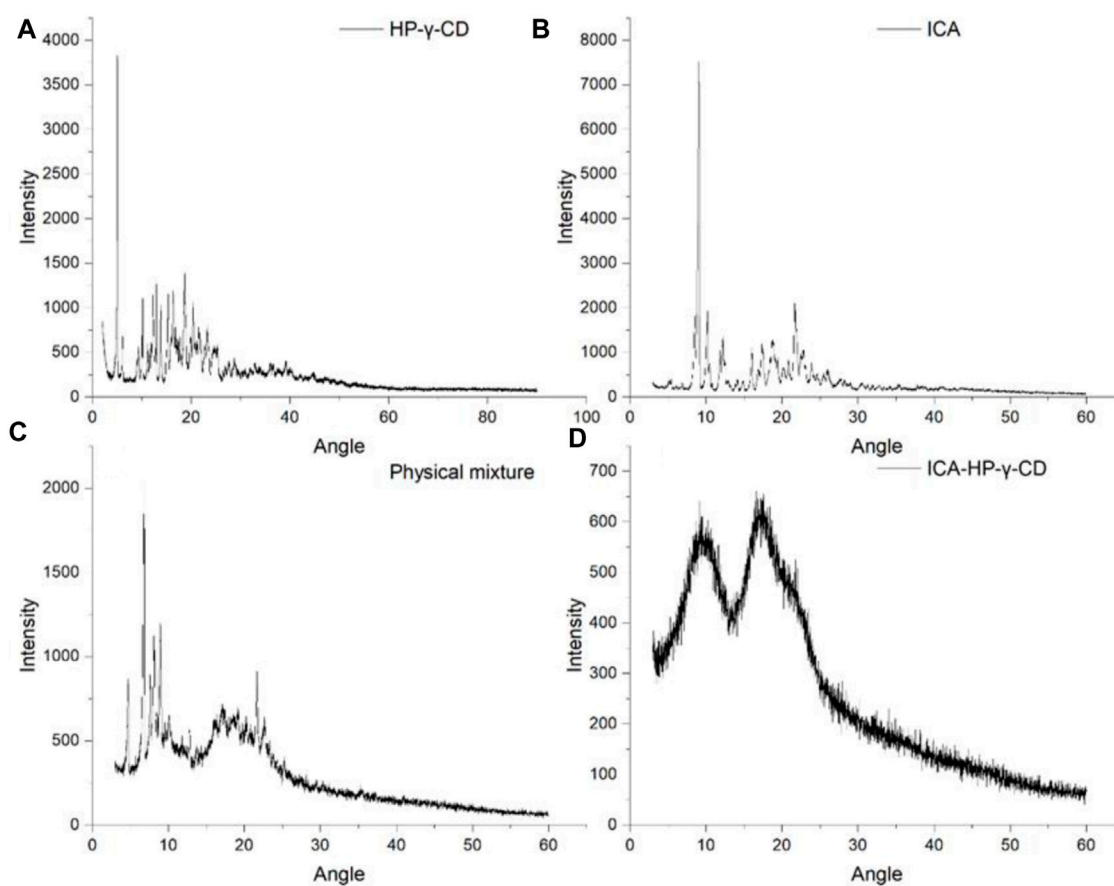 A
HP-γ-CD
4000
3500
3000
2500
2000
1500
1000
500
0
Intensity
0 20 40 60 80 100
Angle
B
ICA
8000
7000
6000
5000
4000
3000
2000
1000
0
Intensity
0 10 20 30 40 50 60
Angle
C
Physical mixture
2000
1500
1000
500
0
Intensity
0 10 20 30 40 50 60
Angle
D
ICA-HP-γ-CD
700
600
500
400
300
200
100
0
Intensity
0 10 20 30 40 50 60
Angle